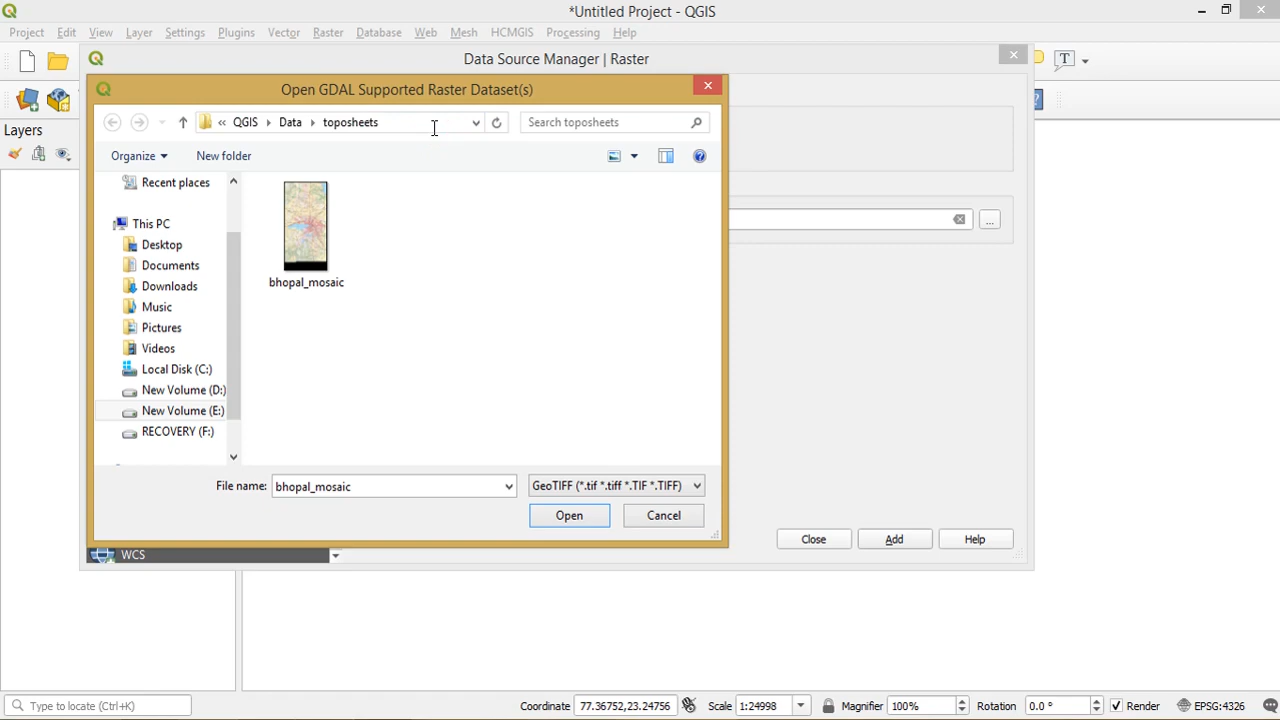 *Untitled Project - QGIS
Project Edit View Layer Settings Plugins Vector Raster Database Web Mesh HCMGIS Processing Help
Data Source Manager | Raster
Open GDAL Supported Raster Dataset(s)
« QGIS Data toposheets Search toposheets
Layers
Organize New folder
Recent places
This PC
Desktop
Documents
Downloads
Music
Pictures
Videos
Local Disk (C:)
New Volume (D:)
New Volume (E:)
RECOVERY (F:)
bhopal_mosaic
...
File name: bhopal_mosaic GeoTIFF (*.tif *.tiff *.TIF *.TIFF)
Open Cancel
Close Add Help
WCS
Type to locate (Ctrl+K) Coordinate 77.36752,23.24756 Scale 1:24998 Magnifier 100% Rotation 0.0 ° Render EPSG:4326